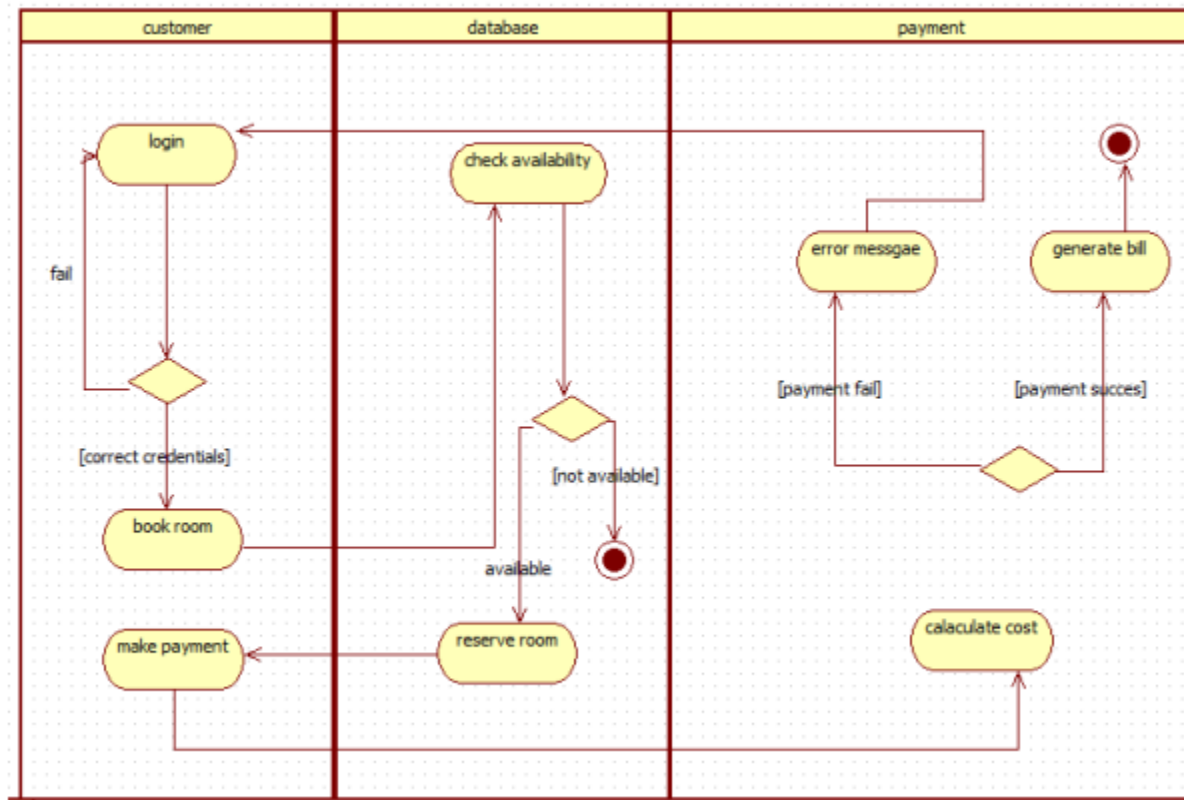 customer
database
payment
login
check availability
error messgae
generate bill
fail
[payment fail]
[payment succes]
[correct credentials]
[not available]
book room
available
make payment
reserve room
calaculate cost